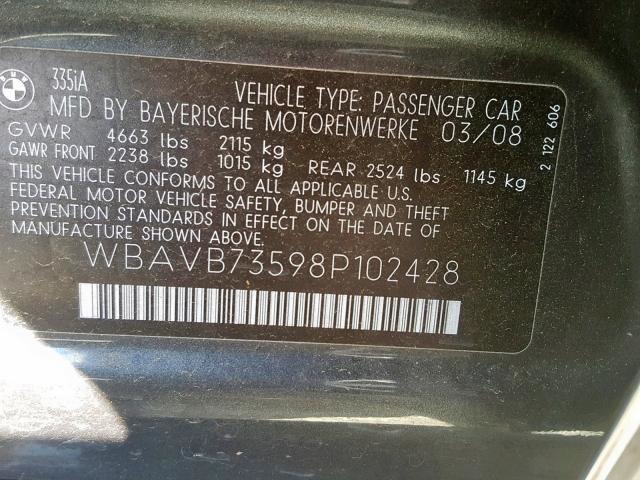 BMW
335iA
VEHICLE TYPE: PASSENGER CAR
MFD BY BAYERISCHE MOTORENWERKE 03/08
GVWR 4663 lbs 2115 kg
GAWR FRONT 2238 lbs 1015 kg REAR 2524 lbs 1145 kg
THIS VEHICLE CONFORMS TO ALL APPLICABLE U.S.
FEDERAL MOTOR VEHICLE SAFETY, BUMPER AND THEFT
PREVENTION STANDARDS IN EFFECT ON THE DATE OF
MANUFACTURE SHOWN ABOVE.
WBAVB73598P102428
2 122 606